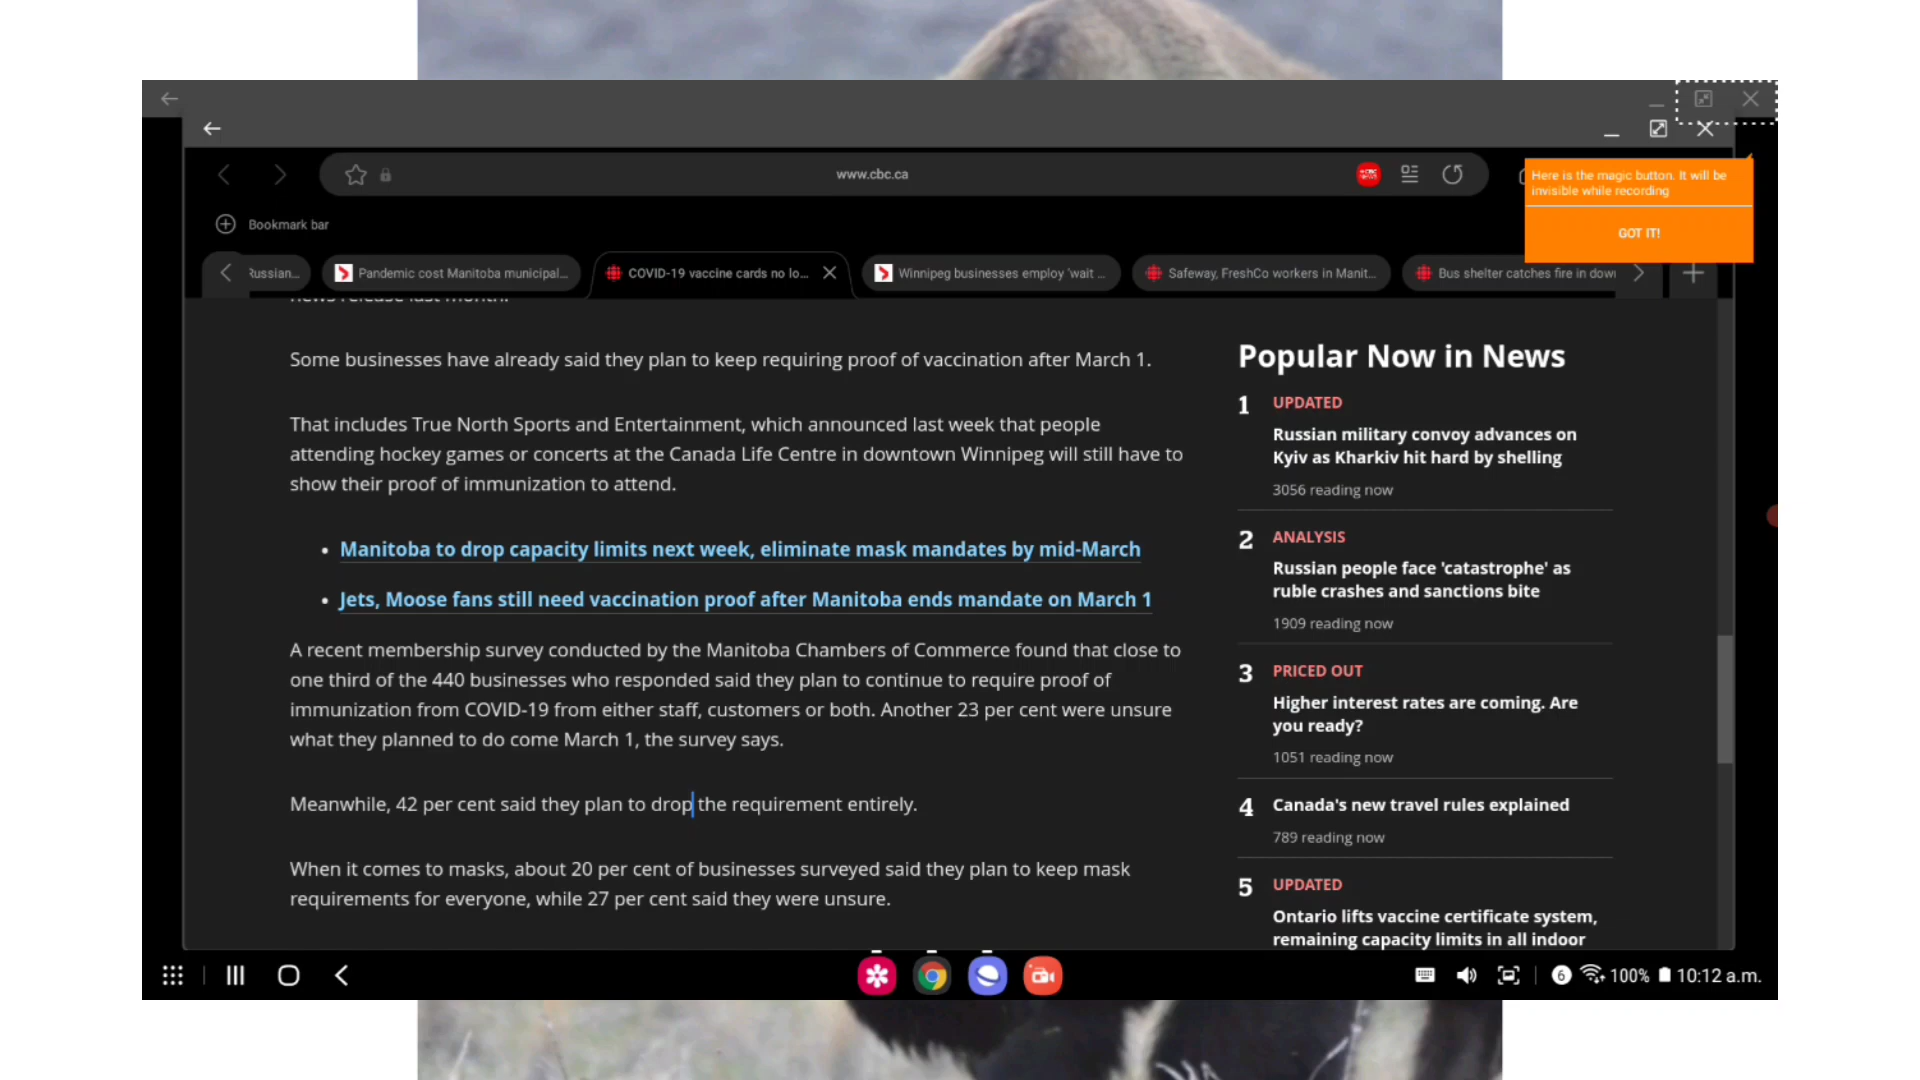 www.cbc.ca
Here is the magic button. It will be
invisible while recording
GOT IT!
Bookmark bar
Russian...
Pandemic cost Manitoba municipal...
COVID-19 vaccine cards no lo...
Winnipeg businesses employ 'wait ...
Safeway, FreshCo workers in Manit...
Bus shelter catches fire in down
news release last month.
Some businesses have already said they plan to keep requiring proof of vaccination after March 1.
That includes True North Sports and Entertainment, which announced last week that people
attending hockey games or concerts at the Canada Life Centre in downtown Winnipeg will still have to
show their proof of immunization to attend.
• Manitoba to drop capacity limits next week, eliminate mask mandates by mid-March
• Jets, Moose fans still need vaccination proof after Manitoba ends mandate on March 1
A recent membership survey conducted by the Manitoba Chambers of Commerce found that close to
one third of the 440 businesses who responded said they plan to continue to require proof of
immunization from COVID-19 from either staff, customers or both. Another 23 per cent were unsure
what they planned to do come March 1, the survey says.
Meanwhile, 42 per cent said they plan to drop the requirement entirely.
When it comes to masks, about 20 per cent of businesses surveyed said they plan to keep mask
requirements for everyone, while 27 per cent said they were unsure.
Popular Now in News
1 UPDATED
Russian military convoy advances on
Kyiv as Kharkiv hit hard by shelling
3056 reading now
2 ANALYSIS
Russian people face 'catastrophe' as
ruble crashes and sanctions bite
1909 reading now
3 PRICED OUT
Higher interest rates are coming. Are
you ready?
1051 reading now
4 Canada's new travel rules explained
789 reading now
5 UPDATED
Ontario lifts vaccine certificate system,
remaining capacity limits in all indoor
6 100% 10:12 a.m.